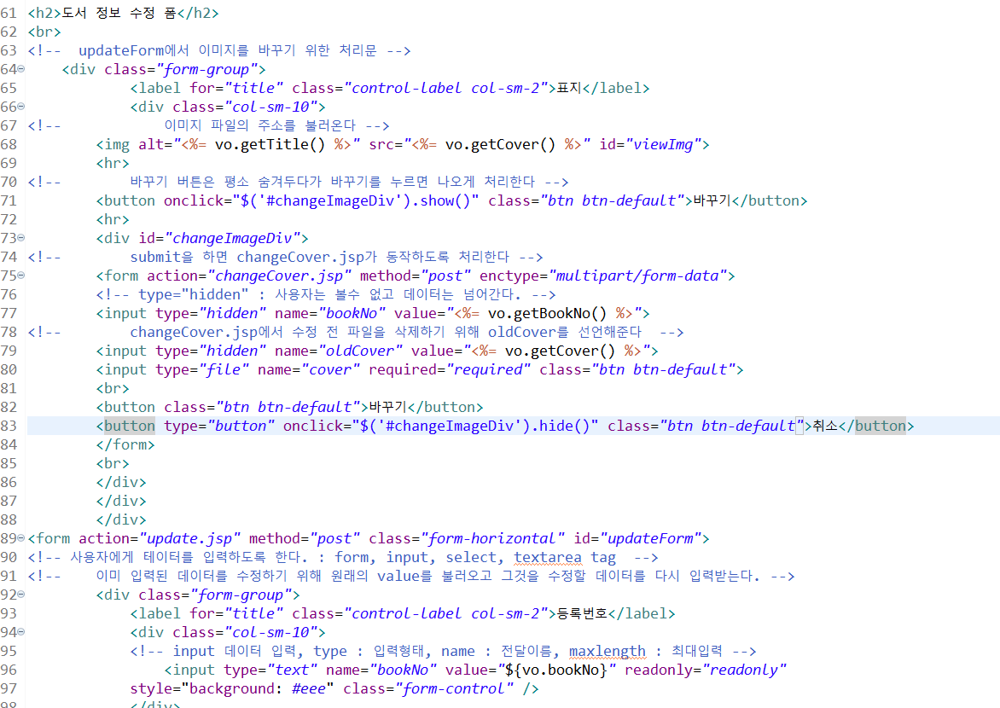 61 <h2>도서 정보 수정 폼</h2>
62 <br>
63 <!--  updateForm에서 이미지를 바꾸기 위한 처리문 -->
64 <div class="form-group">
65 <label for="title" class="control-label col-sm-2">표지</label>
66 <div class="col-sm-10">
67 <!-- 이미지 파일의 주소를 불러온다 -->
68 <img alt="<%= vo.getTitle() %>" src="<%= vo.getCover() %>" id="viewImg">
69 <hr>
70 <!-- 바꾸기 버튼은 평소 숨겨두다가 바꾸기를 누르면 나오게 처리한다 -->
71 <button onclick="$('#changeImageDiv').show()" class="btn btn-default">바꾸기</button>
72 <hr>
73 <div id="changeImageDiv">
74 <!-- submit을 하면 changeCover.jsp가 동작하도록 처리한다 -->
75 <form action="changeCover.jsp" method="post" enctype="multipart/form-data">
76 <!-- type="hidden" : 사용자는 볼수 없고 데이터는 넘어간다. -->
77 <input type="hidden" name="bookNo" value="<%= vo.getBookNo() %>">
78 <!-- changeCover.jsp에서 수정 전 파일을 삭제하기 위해 oldCover를 선언해준다  -->
79 <input type="hidden" name="oldCover" value="<%= vo.getCover() %>">
80 <input type="file" name="cover" required="required" class="btn btn-default">
81 <br>
82 <button class="btn btn-default">바꾸기</button>
83 <button type="button" onclick="$('#changeImageDiv').hide()" class="btn btn-default">취소</button>
84 </form>
85 <br>
86 </div>
87 </div>
88 </div>
89 <form action="update.jsp" method="post" class="form-horizontal" id="updateForm">
90 <!-- 사용자에게 테이터를 입력하도록 한다. : form, input, select, textarea tag  -->
91 <!-- 이미 입력된 데이터를 수정하기 위해 원래의 value를 불러오고 그것을 수정할 데이터를 다시 입력받는다. -->
92 <div class="form-group">
93 <label for="title" class="control-label col-sm-2">등록번호</label>
94 <div class="col-sm-10">
95 <!-- input 데이터 입력, type : 입력형태, name : 전달이름, maxlength : 최대입력 -->
96 <input type="text" name="bookNo" value="${vo.bookNo}" readonly="readonly"
97 style="background: #eee" class="form-control" />
98 </div>